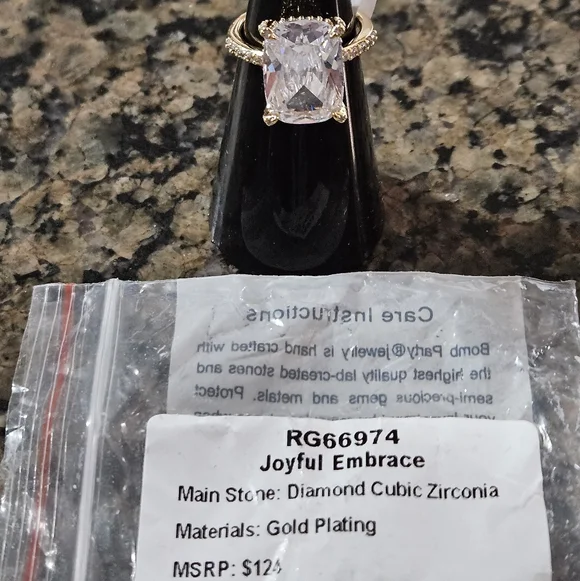 Care Instructions
Bomb Party® jewelry is hand crafted with
the highest quality lab-created stones and
semi-precious gems and metals. Protect
your
RG66974
Joyful Embrace
Main Stone: Diamond Cubic Zirconia
Materials: Gold Plating
MSRP: $124